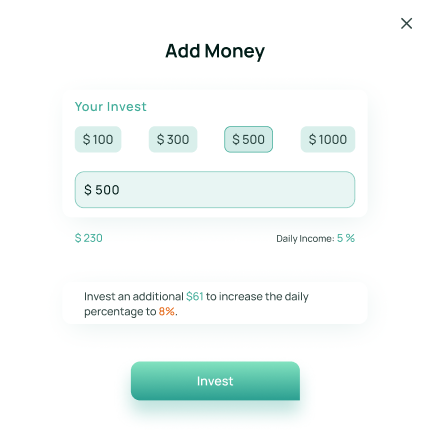 Add Money
Your Invest
$ 100 $ 300 $ 500 $ 1000
$ 500
$ 230 Daily Income: 5 %
Invest an additional $61 to increase the daily
percentage to 8%.
Invest